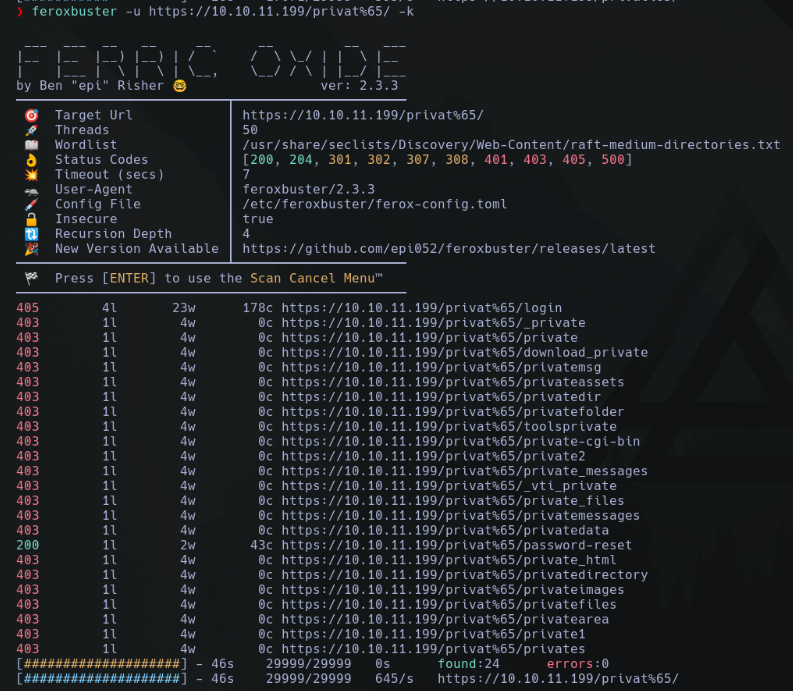 ❯ feroxbuster -u https://10.10.11.199/privat%65/ -k
 ___  ___  __   __     __      __         __   ___
|__  |__  |__) |__) | /  `    /  \ \_/ | |  \ |__
|    |___ |  \ |  \ | \__,    \__/ / \ | |__/ |___
by Ben "epi" Risher 🤓                 ver: 2.3.3
🎯 Target Url │ https://10.10.11.199/privat%65/
🚀 Threads │ 50
📖 Wordlist │ /usr/share/seclists/Discovery/Web-Content/raft-medium-directories.txt
👌 Status Codes │ [200, 204, 301, 302, 307, 308, 401, 403, 405, 500]
💥 Timeout (secs) │ 7
🦡 User-Agent │ feroxbuster/2.3.3
💉 Config File │ /etc/feroxbuster/ferox-config.toml
🔓 Insecure │ true
🔃 Recursion Depth │ 4
🎉 New Version Available │ https://github.com/epi052/feroxbuster/releases/latest
🏁 Press [ENTER] to use the Scan Cancel Menu™
405 4l 23w 178c https://10.10.11.199/privat%65/login
403 1l 4w 0c https://10.10.11.199/privat%65/_private
403 1l 4w 0c https://10.10.11.199/privat%65/private
403 1l 4w 0c https://10.10.11.199/privat%65/download_private
403 1l 4w 0c https://10.10.11.199/privat%65/privatemsg
403 1l 4w 0c https://10.10.11.199/privat%65/privateassets
403 1l 4w 0c https://10.10.11.199/privat%65/privatedir
403 1l 4w 0c https://10.10.11.199/privat%65/privatefolder
403 1l 4w 0c https://10.10.11.199/privat%65/toolsprivate
403 1l 4w 0c https://10.10.11.199/privat%65/private-cgi-bin
403 1l 4w 0c https://10.10.11.199/privat%65/private2
403 1l 4w 0c https://10.10.11.199/privat%65/private_messages
403 1l 4w 0c https://10.10.11.199/privat%65/_vti_private
403 1l 4w 0c https://10.10.11.199/privat%65/private_files
403 1l 4w 0c https://10.10.11.199/privat%65/privatemessages
403 1l 4w 0c https://10.10.11.199/privat%65/privatedata
200 1l 2w 43c https://10.10.11.199/privat%65/password-reset
403 1l 4w 0c https://10.10.11.199/privat%65/private_html
403 1l 4w 0c https://10.10.11.199/privat%65/privatedirectory
403 1l 4w 0c https://10.10.11.199/privat%65/privateimages
403 1l 4w 0c https://10.10.11.199/privat%65/privatefiles
403 1l 4w 0c https://10.10.11.199/privat%65/privatearea
403 1l 4w 0c https://10.10.11.199/privat%65/private1
403 1l 4w 0c https://10.10.11.199/privat%65/privates
[####################] - 46s 29999/29999 0s found:24 errors:0
[####################] - 46s 29999/29999 645/s https://10.10.11.199/privat%65/